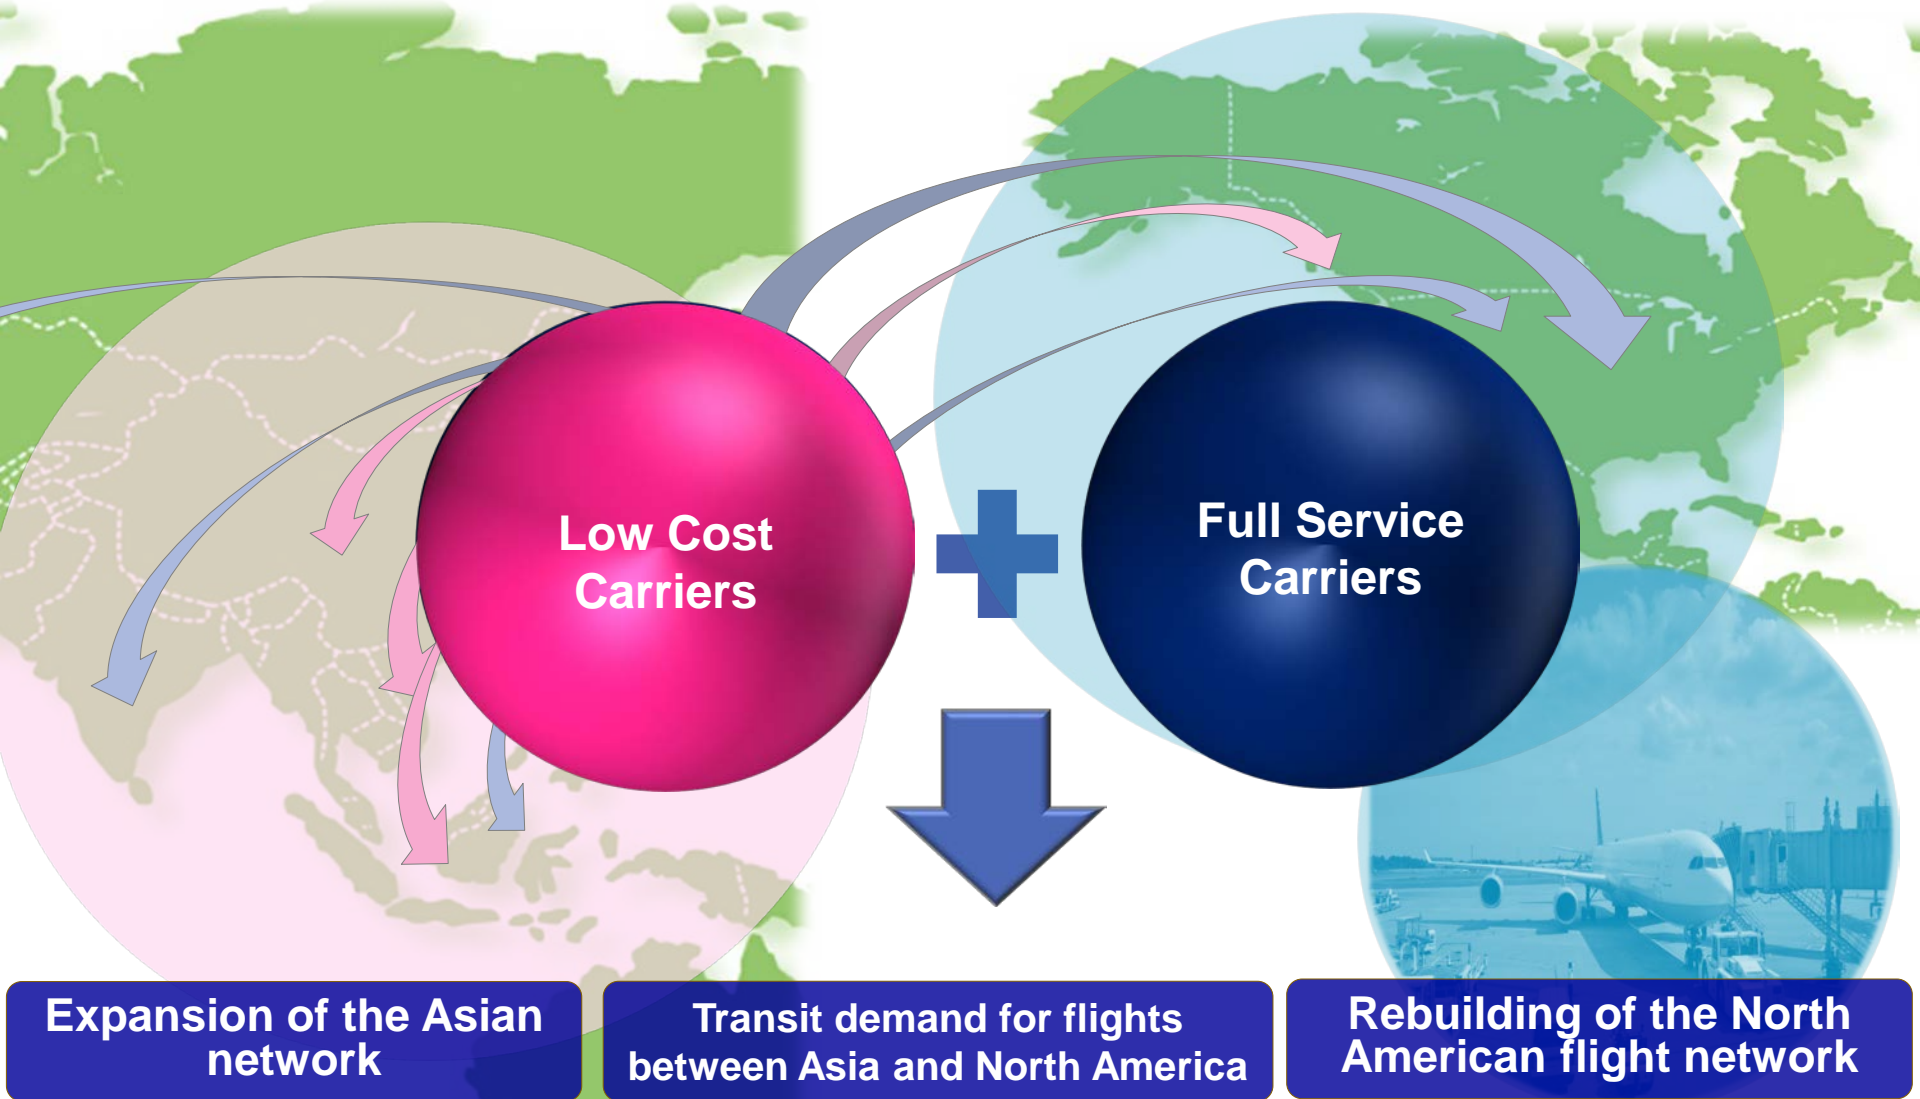 Low Cost
Carriers
Full Service
Carriers
Expansion of the Asian
network
Transit demand for flights
between Asia and North America
Rebuilding of the North
American flight network